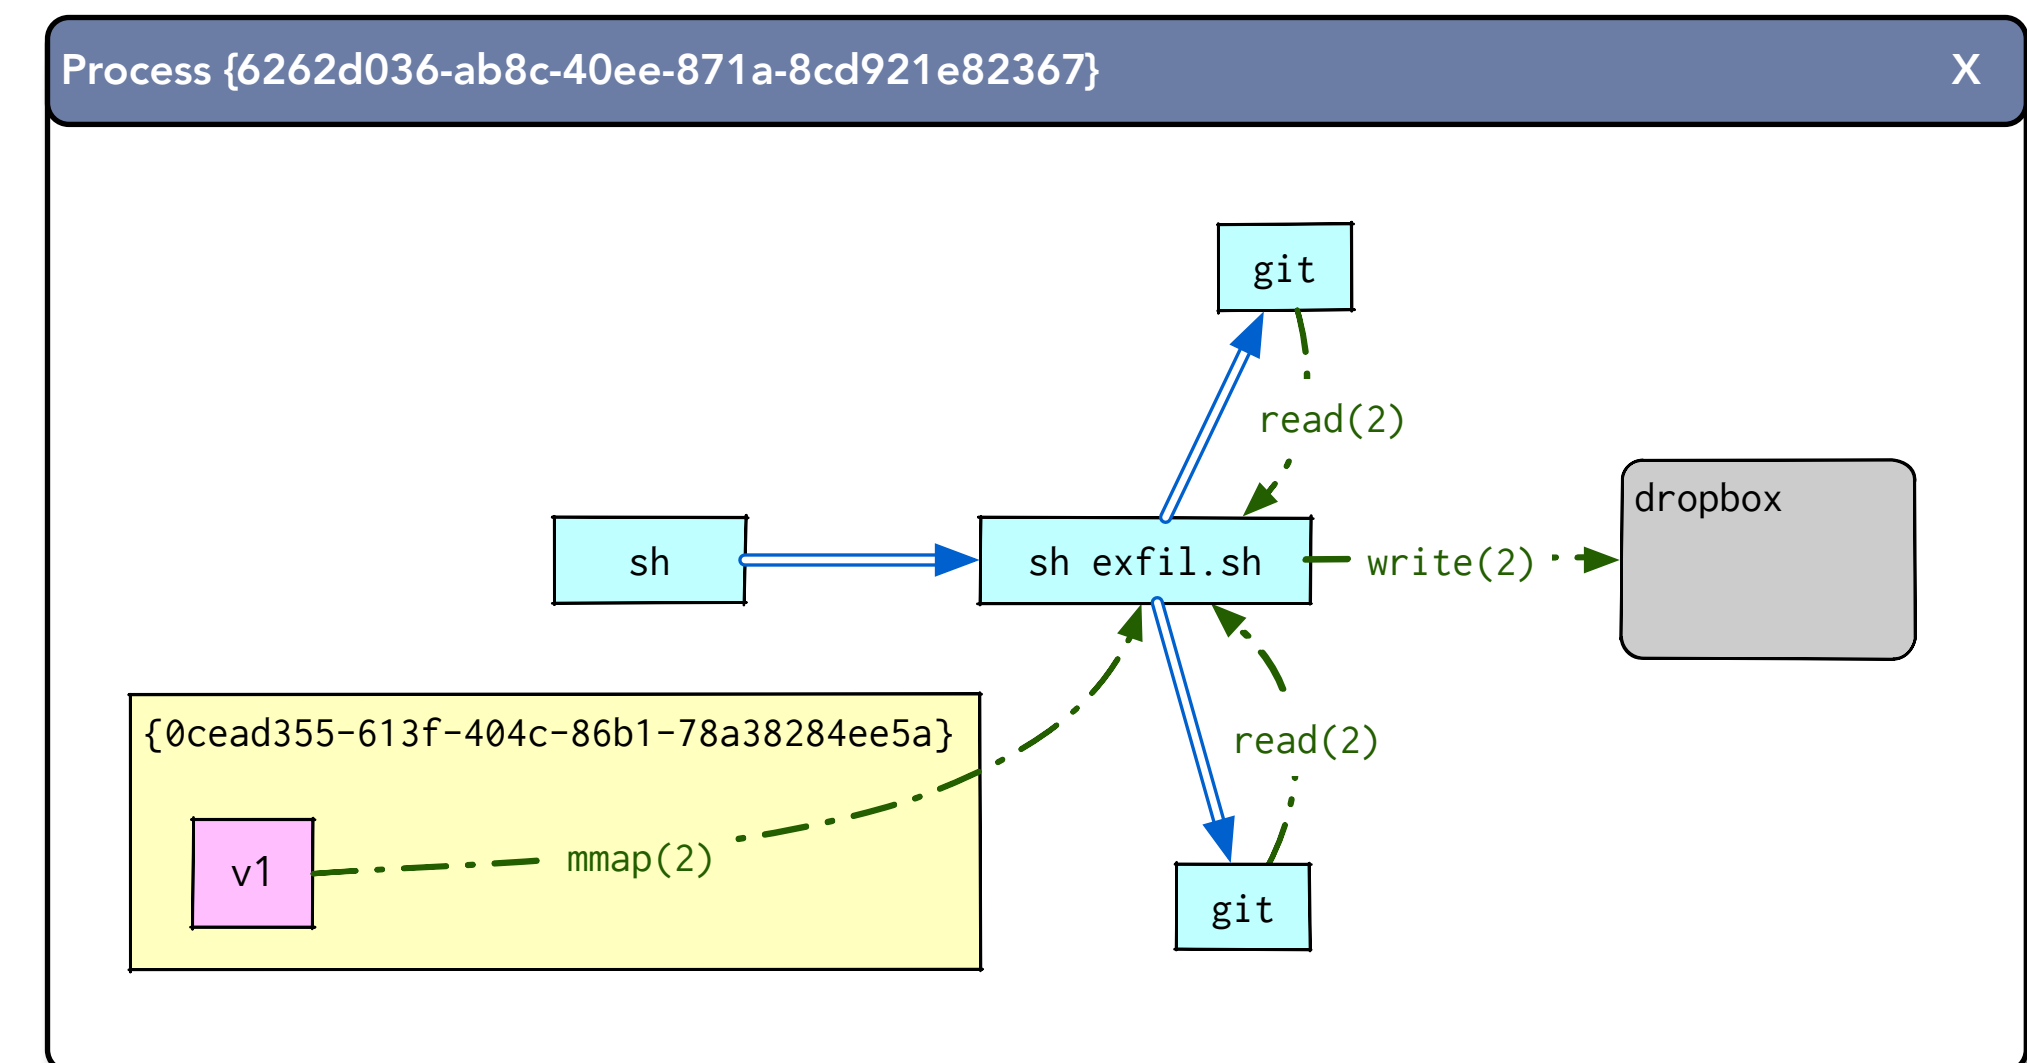 Process {6262d036-ab8c-40ee-871a-8cd921e82367} X
git
read(2)
dropbox
sh
sh exfil.sh
write(2)
{0cead355-613f-404c-86b1-78a38284ee5a}
read(2)
v1
mmap(2)
git